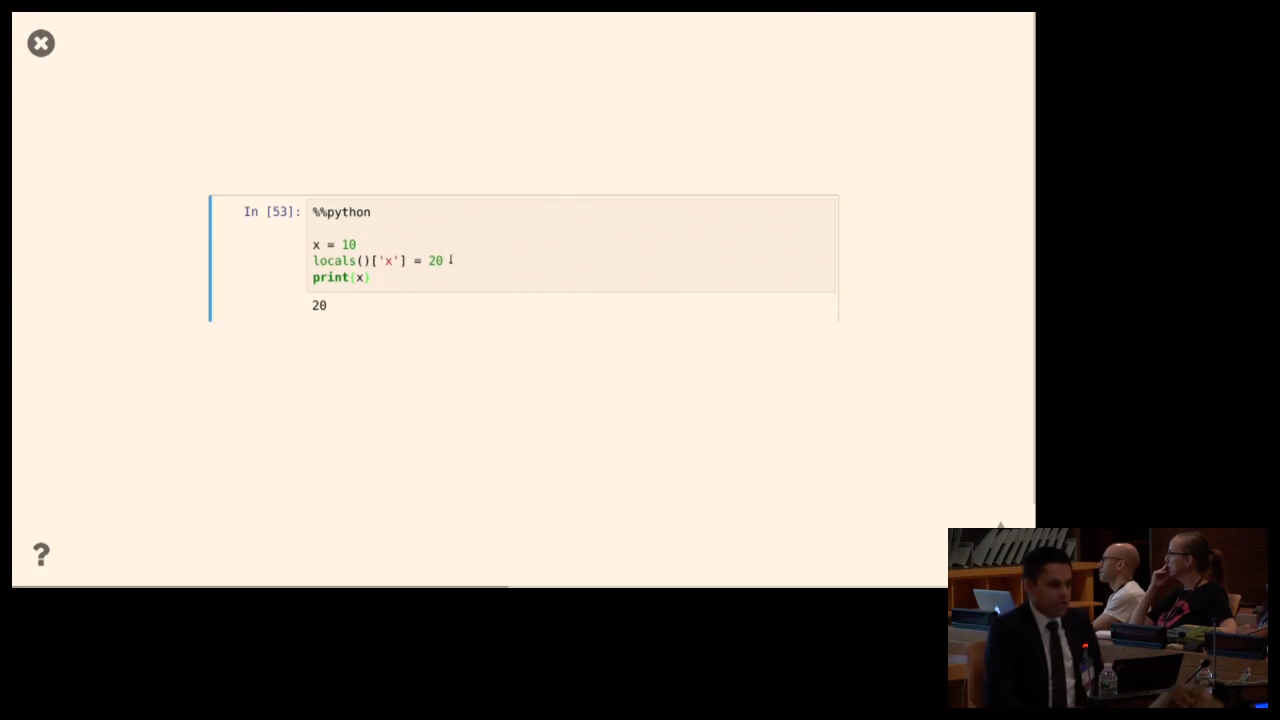 In [53]: %%python
x = 10
locals()['x'] = 20
print(x)
20
?